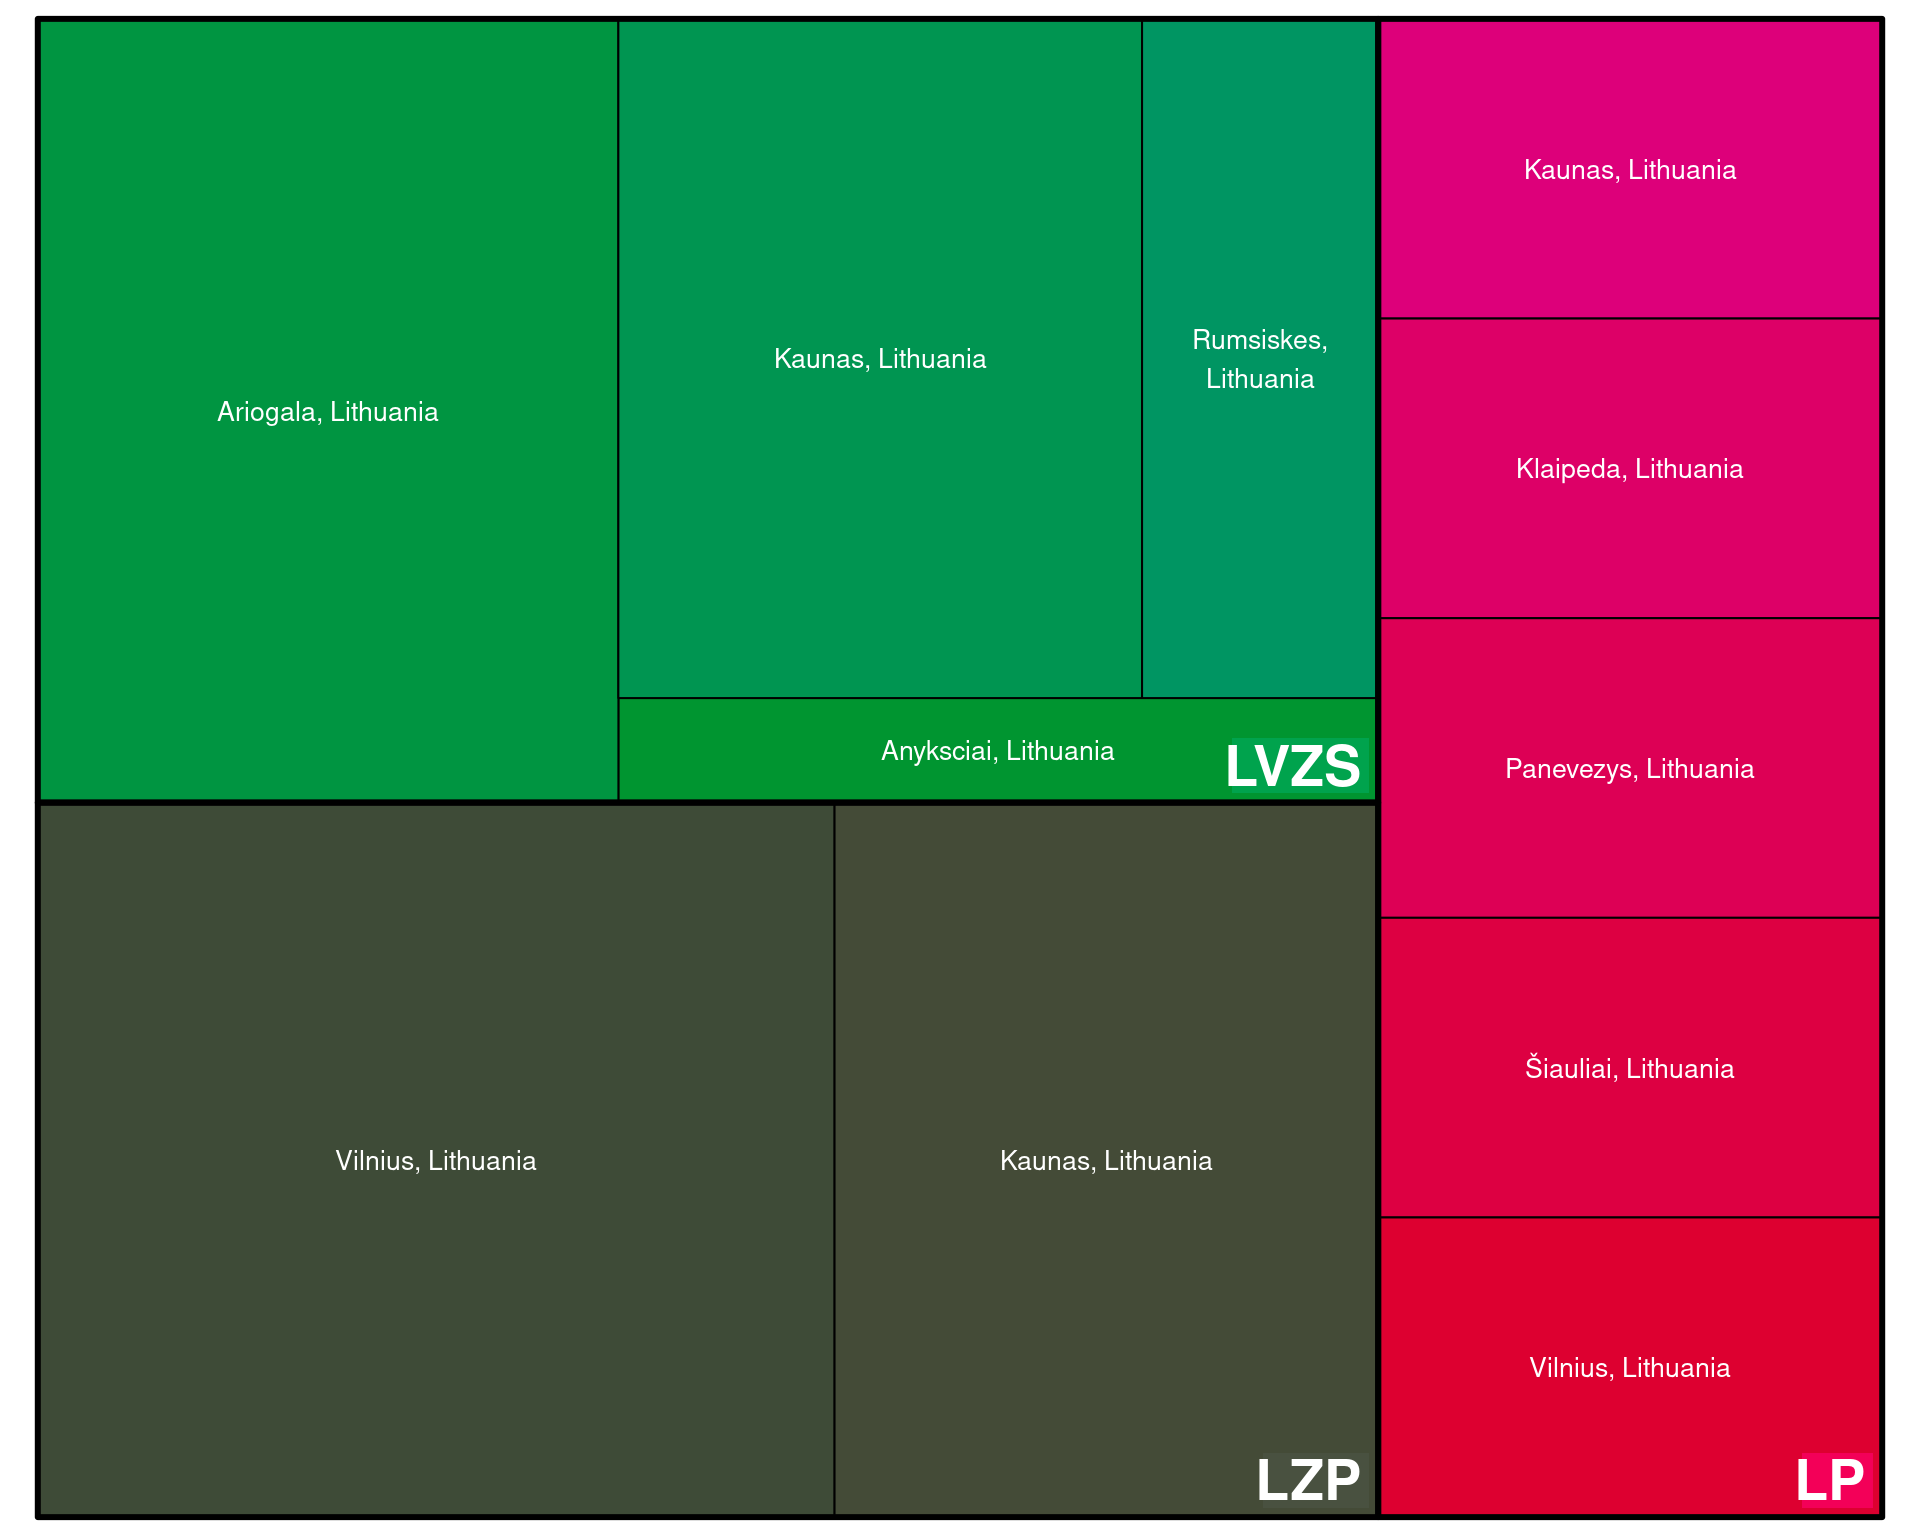 Ariogala, Lithuania
Kaunas, Lithuania
Rumsiskes,
Lithuania
Anyksciai, Lithuania
LVZS
Vilnius, Lithuania
Kaunas, Lithuania
LZP
Kaunas, Lithuania
Klaipeda, Lithuania
Panevezys, Lithuania
Šiauliai, Lithuania
Vilnius, Lithuania
LP